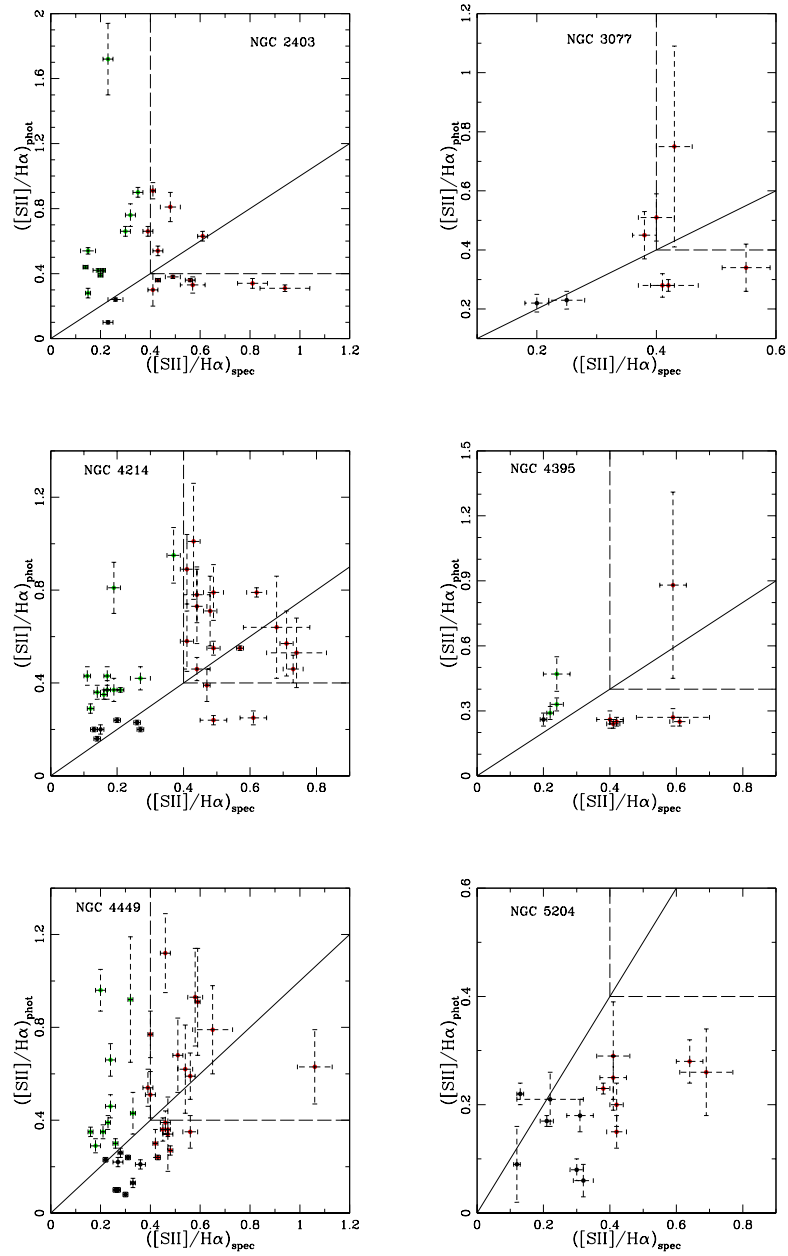 NGC 2403
([SII]/Hα)phot
2
1.6
1.2
0.8
0.4
0
0 0.2 0.4 0.6 0.8 1 1.2
([SII]/Hα)spec
NGC 3077
([SII]/Hα)phot
1.2
1
0.8
0.6
0.4
0.2
0.2 0.4 0.6
([SII]/Hα)spec
NGC 4214
([SII]/Hα)phot
1.2
0.8
0.4
0
0 0.2 0.4 0.6 0.8
([SII]/Hα)spec
NGC 4395
([SII]/Hα)phot
1.5
1.2
0.9
0.6
0.3
0
0 0.2 0.4 0.6 0.8
([SII]/Hα)spec
NGC 4449
([SII]/Hα)phot
1.2
0.8
0.4
0
0 0.2 0.4 0.6 0.8 1 1.2
([SII]/Hα)spec
NGC 5204
([SII]/Hα)phot
0.6
0.4
0.2
0
0 0.2 0.4 0.6 0.8
([SII]/Hα)spec